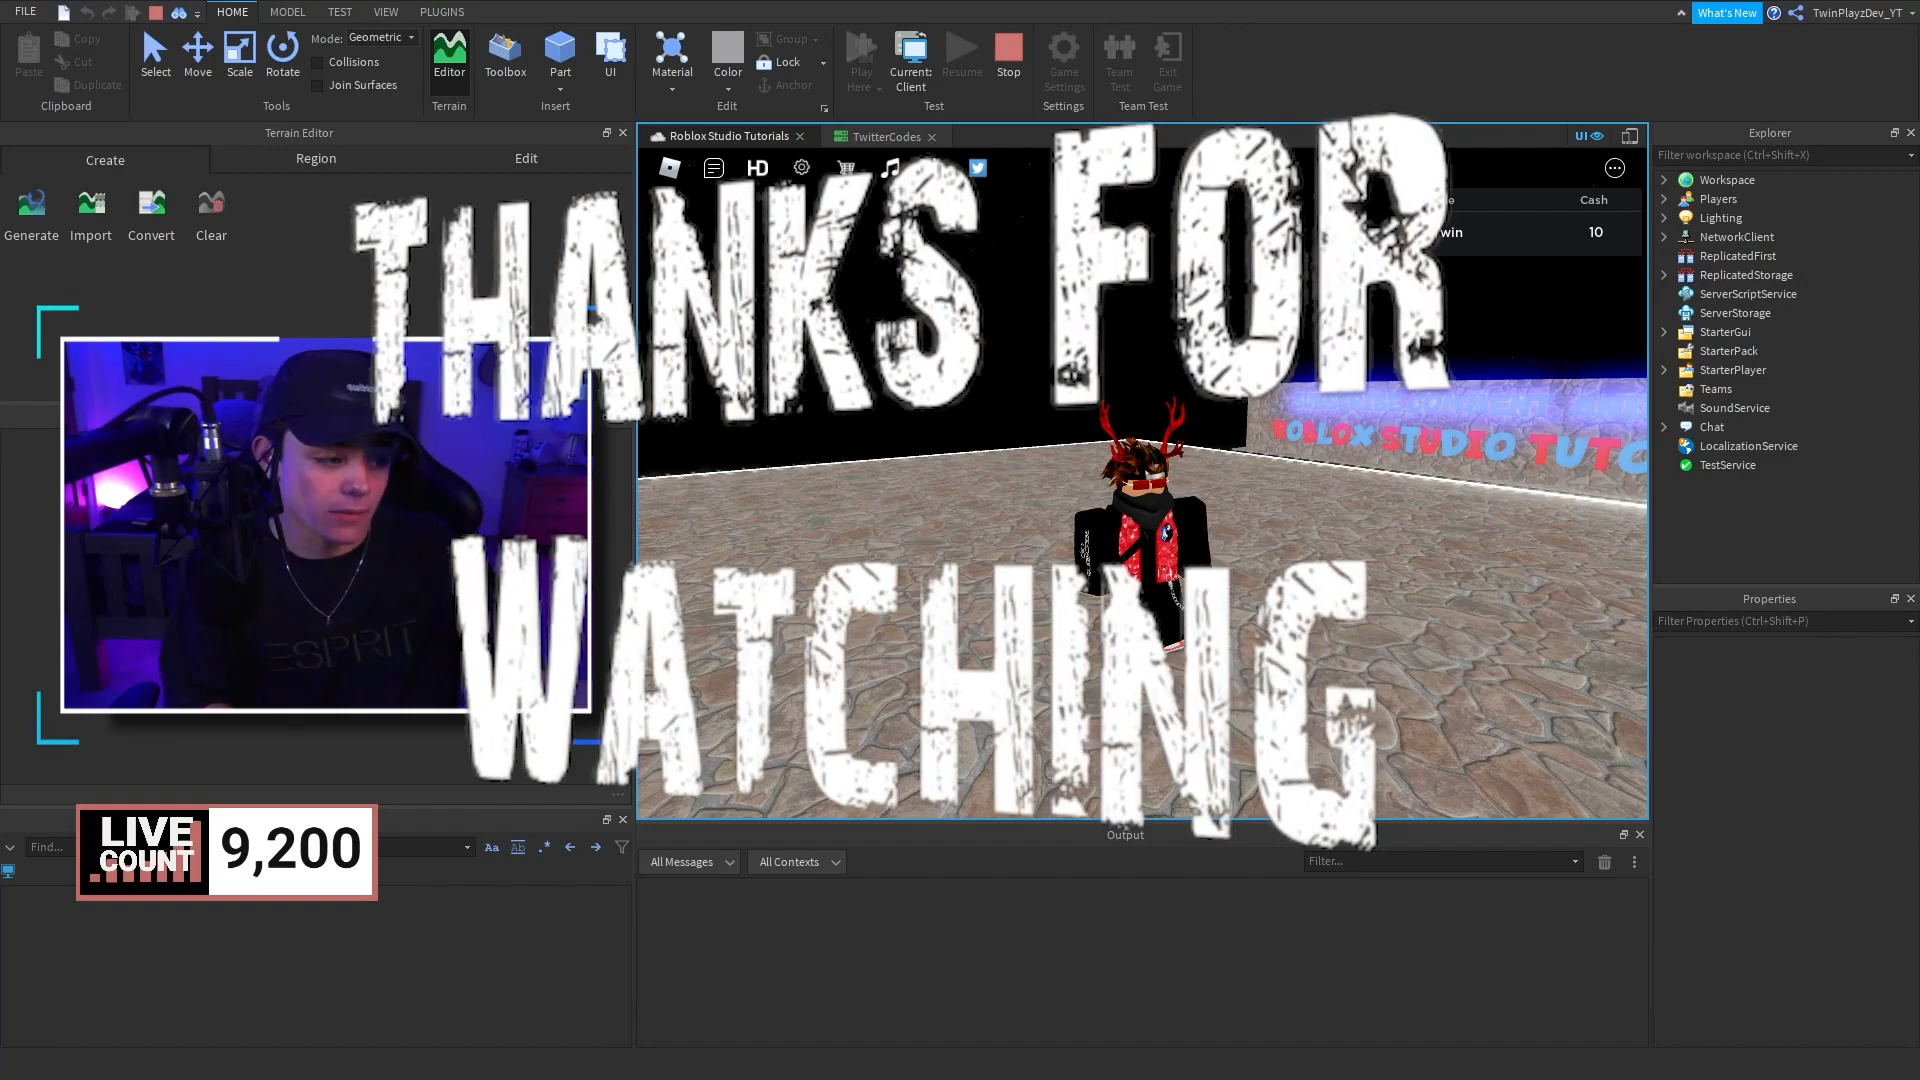 FILE HOME MODEL TEST VIEW PLUGINS What's New TwinPlayzDev_YT
Paste Copy Cut Duplicate Clipboard
Select Move Scale Rotate Mode: Geometric Collisions Join Surfaces Tools
Editor Terrain
Toolbox Part UI Insert
Material Color Group Lock Anchor Edit
Play Here Current: Client Resume Stop Test
Game Settings Settings
Team Test Exit Game Team Test
Terrain Editor
Create Region Edit
Generate Import Convert Clear
Roblox Studio Tutorials TwitterCodes UI
HD
Cash
win 10
THANKS FOR
WATCHING
ROBLOX STUDIO TUTO
ESPRIT
LIVE
COUNT
9,200
Find...
Aa Ab .*
Output
All Messages All Contexts Filter...
Explorer
Filter workspace (Ctrl+Shift+X)
Workspace
Players
Lighting
NetworkClient
ReplicatedFirst
ReplicatedStorage
ServerScriptService
ServerStorage
StarterGui
StarterPack
StarterPlayer
Teams
SoundService
Chat
LocalizationService
TestService
Properties
Filter Properties (Ctrl+Shift+P)